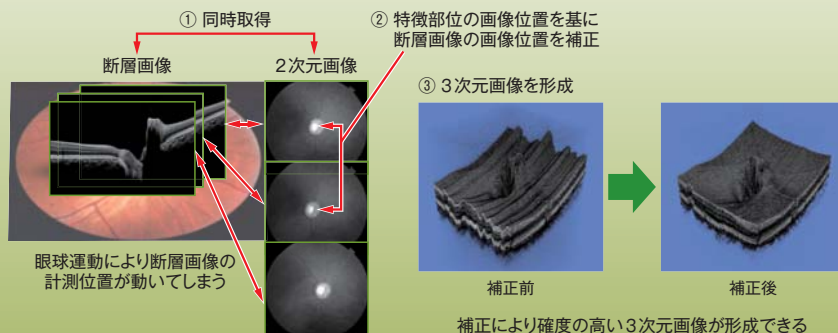 ① 同時取得
断層画像
2次元画像
② 特徴部位の画像位置を基に
断層画像の画像位置を補正
③ 3次元画像を形成
眼球運動により断層画像の
計測位置が動いてしまう
補正前
補正後
補正により確度の高い3次元画像が形成できる